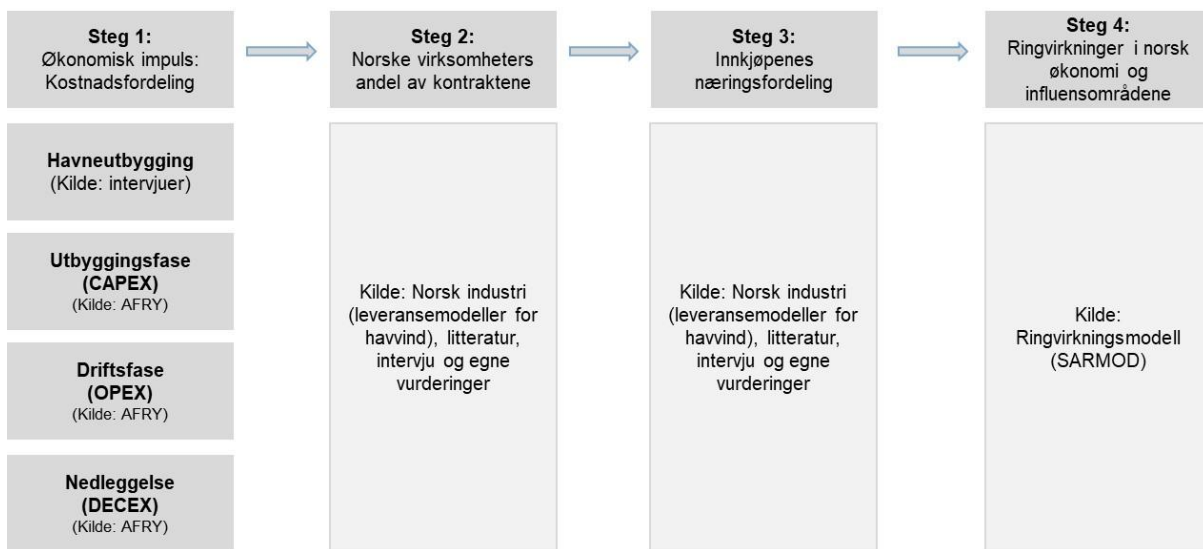 Steg 1:
Økonomisk impuls:
Kostnadsfordeling
Steg 2:
Norske virksomheters
andel av kontraktene
Steg 3:
Innkjøpenes
næringsfordeling
Steg 4:
Ringvirkninger i norsk
økonomi og
influensområdene
Havneutbygging
(Kilde: intervjuer)
Utbyggingsfase
(CAPEX)
(Kilde: AFRY)
Driftsfase
(OPEX)
(Kilde: AFRY)
Nedleggelse
(DECEX)
(Kilde: AFRY)
Kilde: Norsk industri
(leveransemodeller for
havvind), litteratur,
intervju og egne
vurderinger
Kilde: Norsk industri
(leveransemodeller for
havvind), litteratur,
intervju og egne
vurderinger
Kilde:
Ringvirkningsmodell
(SARMOD)